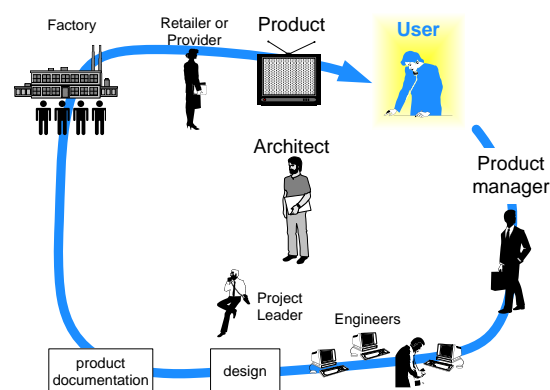 Factory
Retailer or
Provider
Product
User
Architect
Product
manager
Project
Leader
Engineers
product
documentation
design